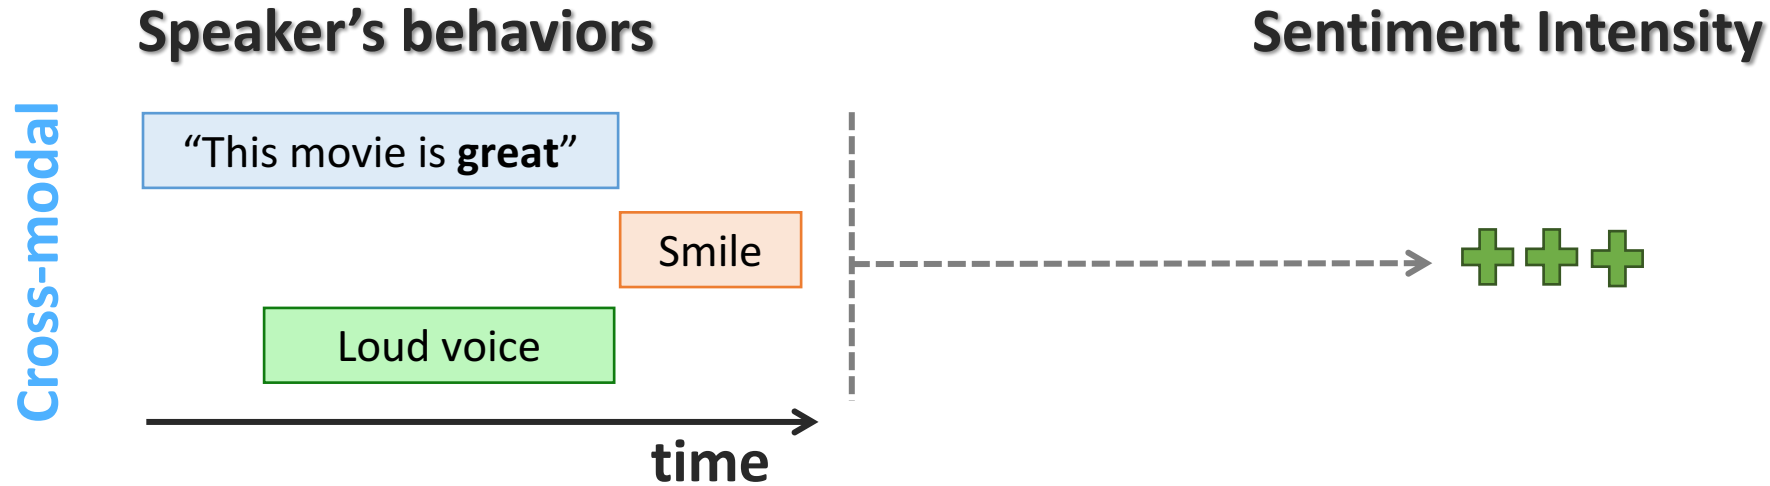 Speaker’s behaviors
Sentiment Intensity
Cross-modal
“This movie is great”
Smile
Loud voice
time